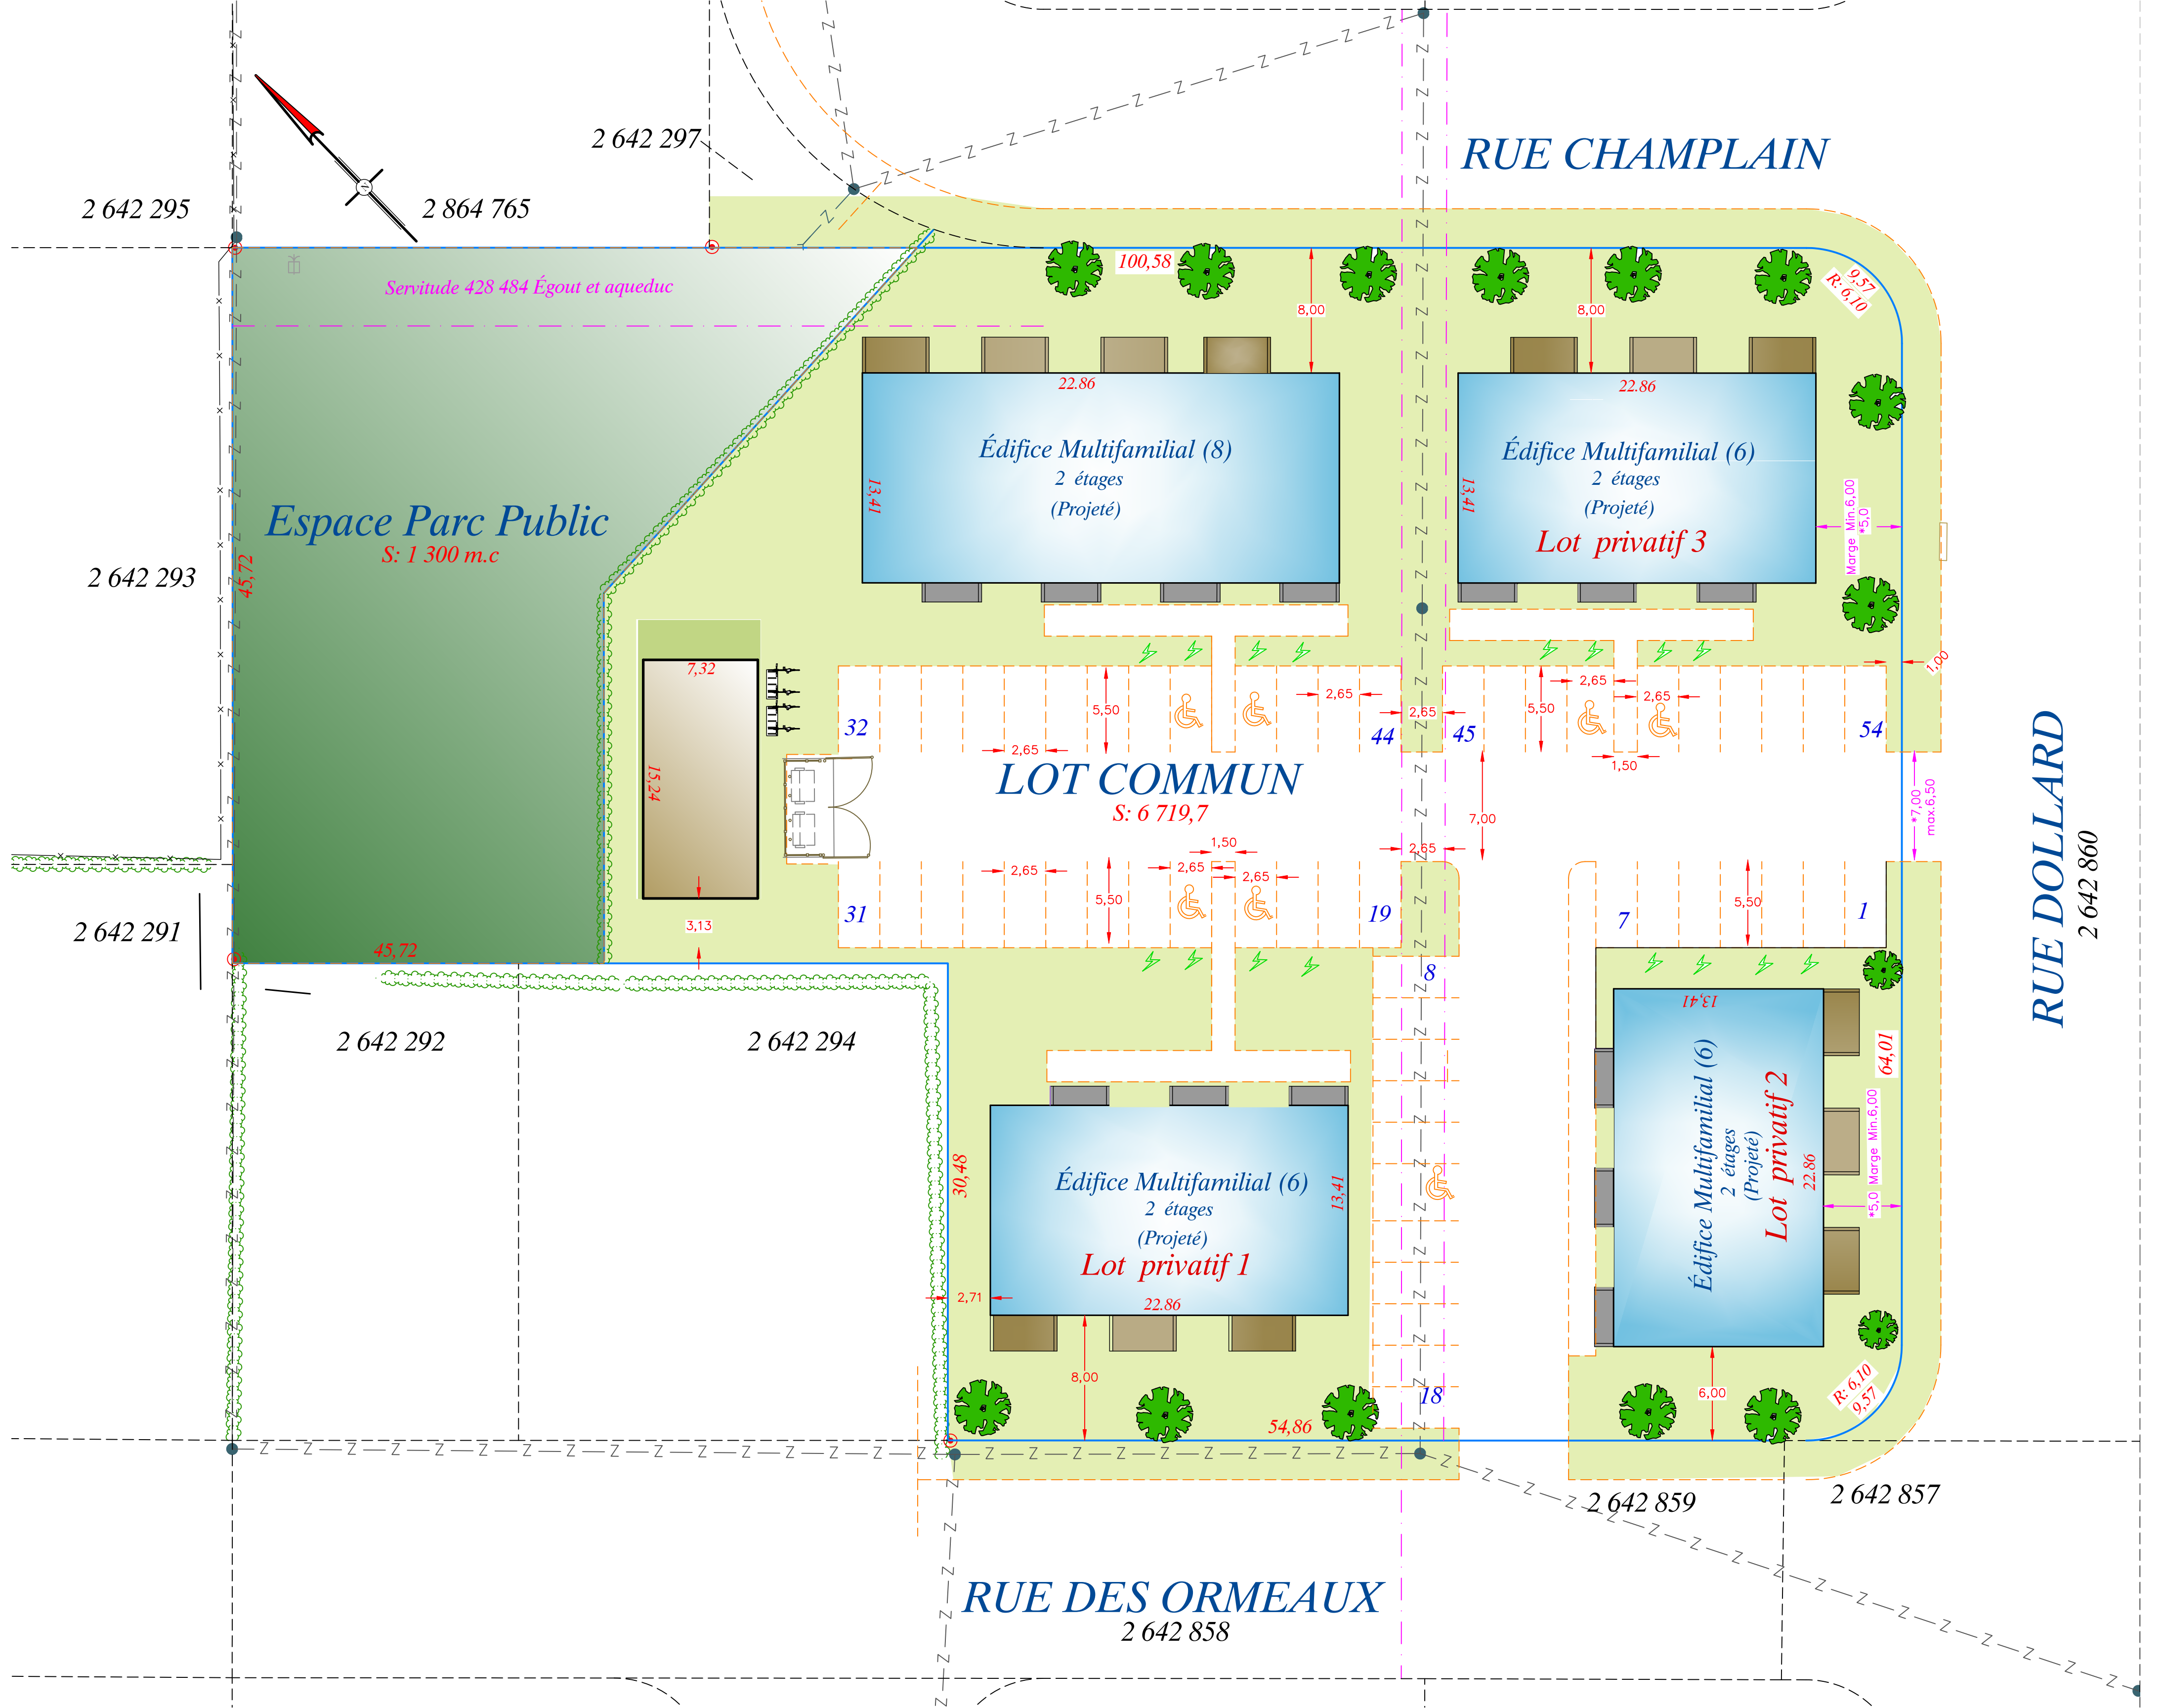 RUE CHAMPLAIN
2 642 297
2 642 295
2 864 765
Servitude 428 484 Égout et aqueduc
100,58
8,00
8,00
9,57
R: 6,10
22.86
22.86
Édifice Multifamilial (8)
2 étages
(Projeté)
13,41
Édifice Multifamilial (6)
2 étages
(Projeté)
Lot privatif 3
13,41
Marge Min.6,00
*5,0
Espace Parc Public
S: 1 300 m.c
45,72
2 642 293
7,32
15,24
3,13
32
5,50
2,65
2,65
44
2,65
45
5,50
2,65
2,65
1,50
54
1,00
LOT COMMUN
S: 6 719,7
7,00
*7,00
max.6,50
RUE DOLLARD
2 642 860
1,50
2,65
2,65
2,65
2,65
5,50
31
19
7
5,50
1
2 642 291
45,72
8
2 642 292
2 642 294
13,41
64,01
Édifice Multifamilial (6)
2 étages
(Projeté)
Lot privatif 2
22.86
*5,0 Marge Min.6,00
30,48
Édifice Multifamilial (6)
2 étages
(Projeté)
Lot privatif 1
13,41
2,71
22.86
8,00
6,00
18
54,86
R: 6,10
9,57
2 642 859
2 642 857
RUE DES ORMEAUX
2 642 858